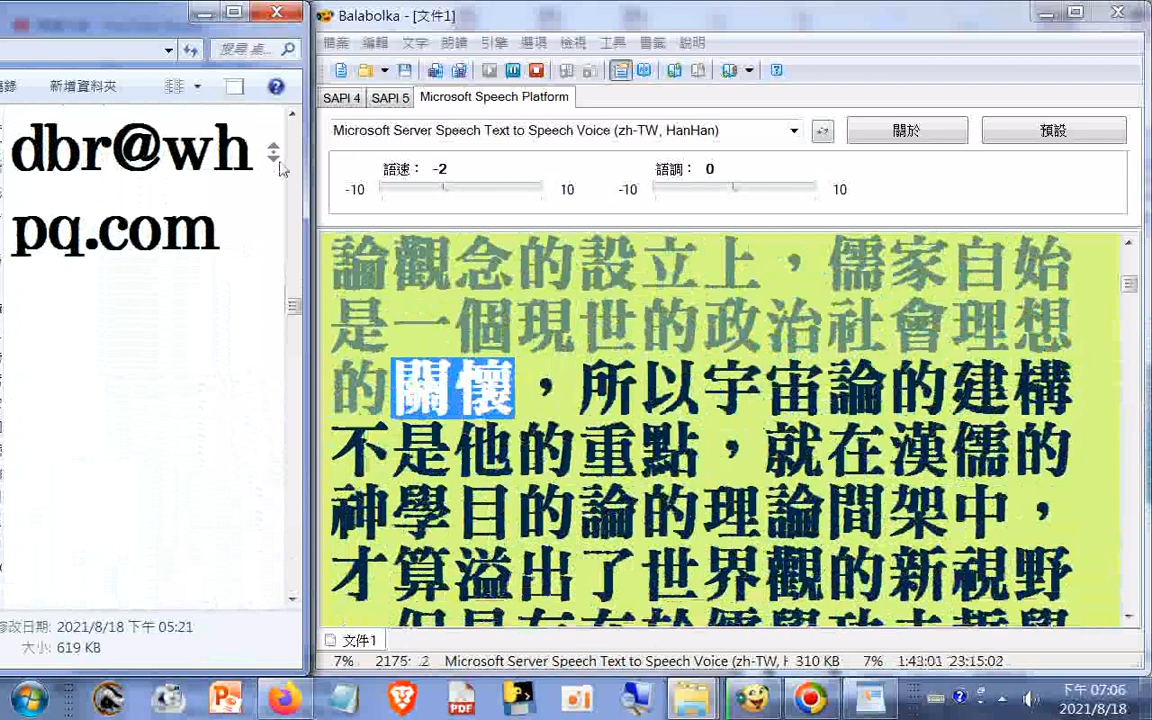 Balabolka - [文件1]
搜尋 桌...
檔案 編輯 文字 朗讀 引擎 選項 檢視 工具 書籤 說明
新增資料夾
SAPI 4 SAPI 5 Microsoft Speech Platform
Microsoft Server Speech Text to Speech Voice (zh-TW, HanHan) 關於 預設
語速： -2 語調： 0
-10 10 -10 10
dbr@wh
pq.com
論觀念的設立上，儒家自始
是一個現世的政治社會理想
的關懷，所以宇宙論的建構
不是他的重點，就在漢儒的
神學目的論的理論間架中，
才算溢出了世界觀的新視野
修改日期: 2021/8/18 下午 05:21
大小: 619 KB
文件1
7% 2175: .2 Microsoft Server Speech Text to Speech Voice (zh-TW, H 310 KB 7% 1:43:01 23:15:02
PDF
下午 07:06
2021/8/18